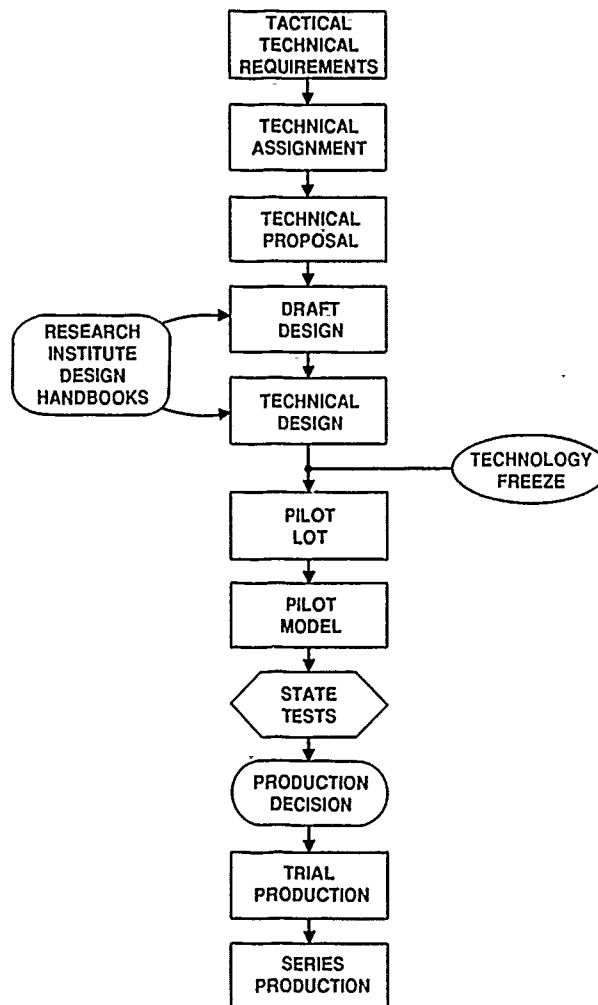 TACTICAL
TECHNICAL
REQUIREMENTS
TECHNICAL
ASSIGNMENT
TECHNICAL
PROPOSAL
DRAFT
DESIGN
RESEARCH
INSTITUTE
DESIGN
HANDBOOKS
TECHNICAL
DESIGN
TECHNOLOGY
FREEZE
PILOT
LOT
PILOT
MODEL
STATE
TESTS
PRODUCTION
DECISION
TRIAL
PRODUCTION
SERIES
PRODUCTION